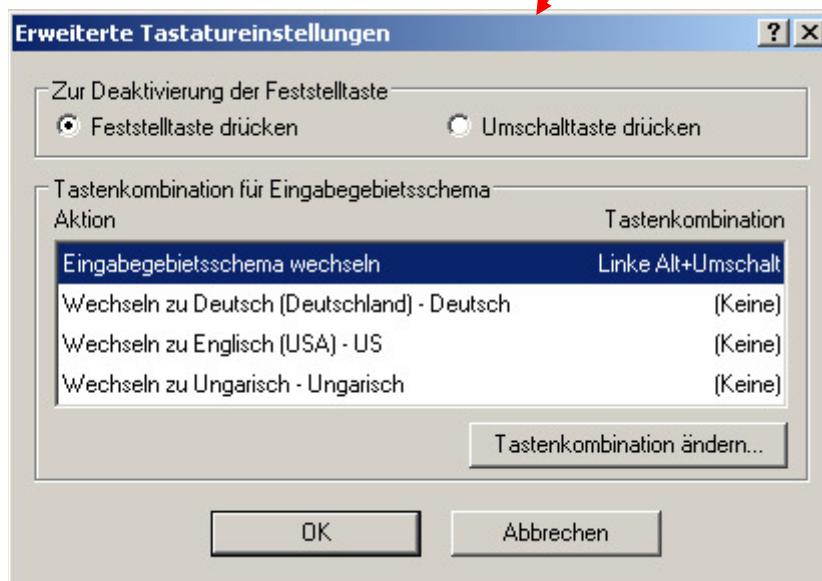 Erweiterte Tastatureinstellungen
Zur Deaktivierung der Feststelltaste
Feststelltaste drücken Umschalttaste drücken
Tastenkombination für Eingabegebietsschema
Aktion Tastenkombination
Eingabegebietsschema wechseln Linke Alt+Umschalt
Wechseln zu Deutsch (Deutschland) - Deutsch (Keine)
Wechseln zu Englisch (USA) - US (Keine)
Wechseln zu Ungarisch - Ungarisch (Keine)
Tastenkombination ändern...
OK Abbrechen